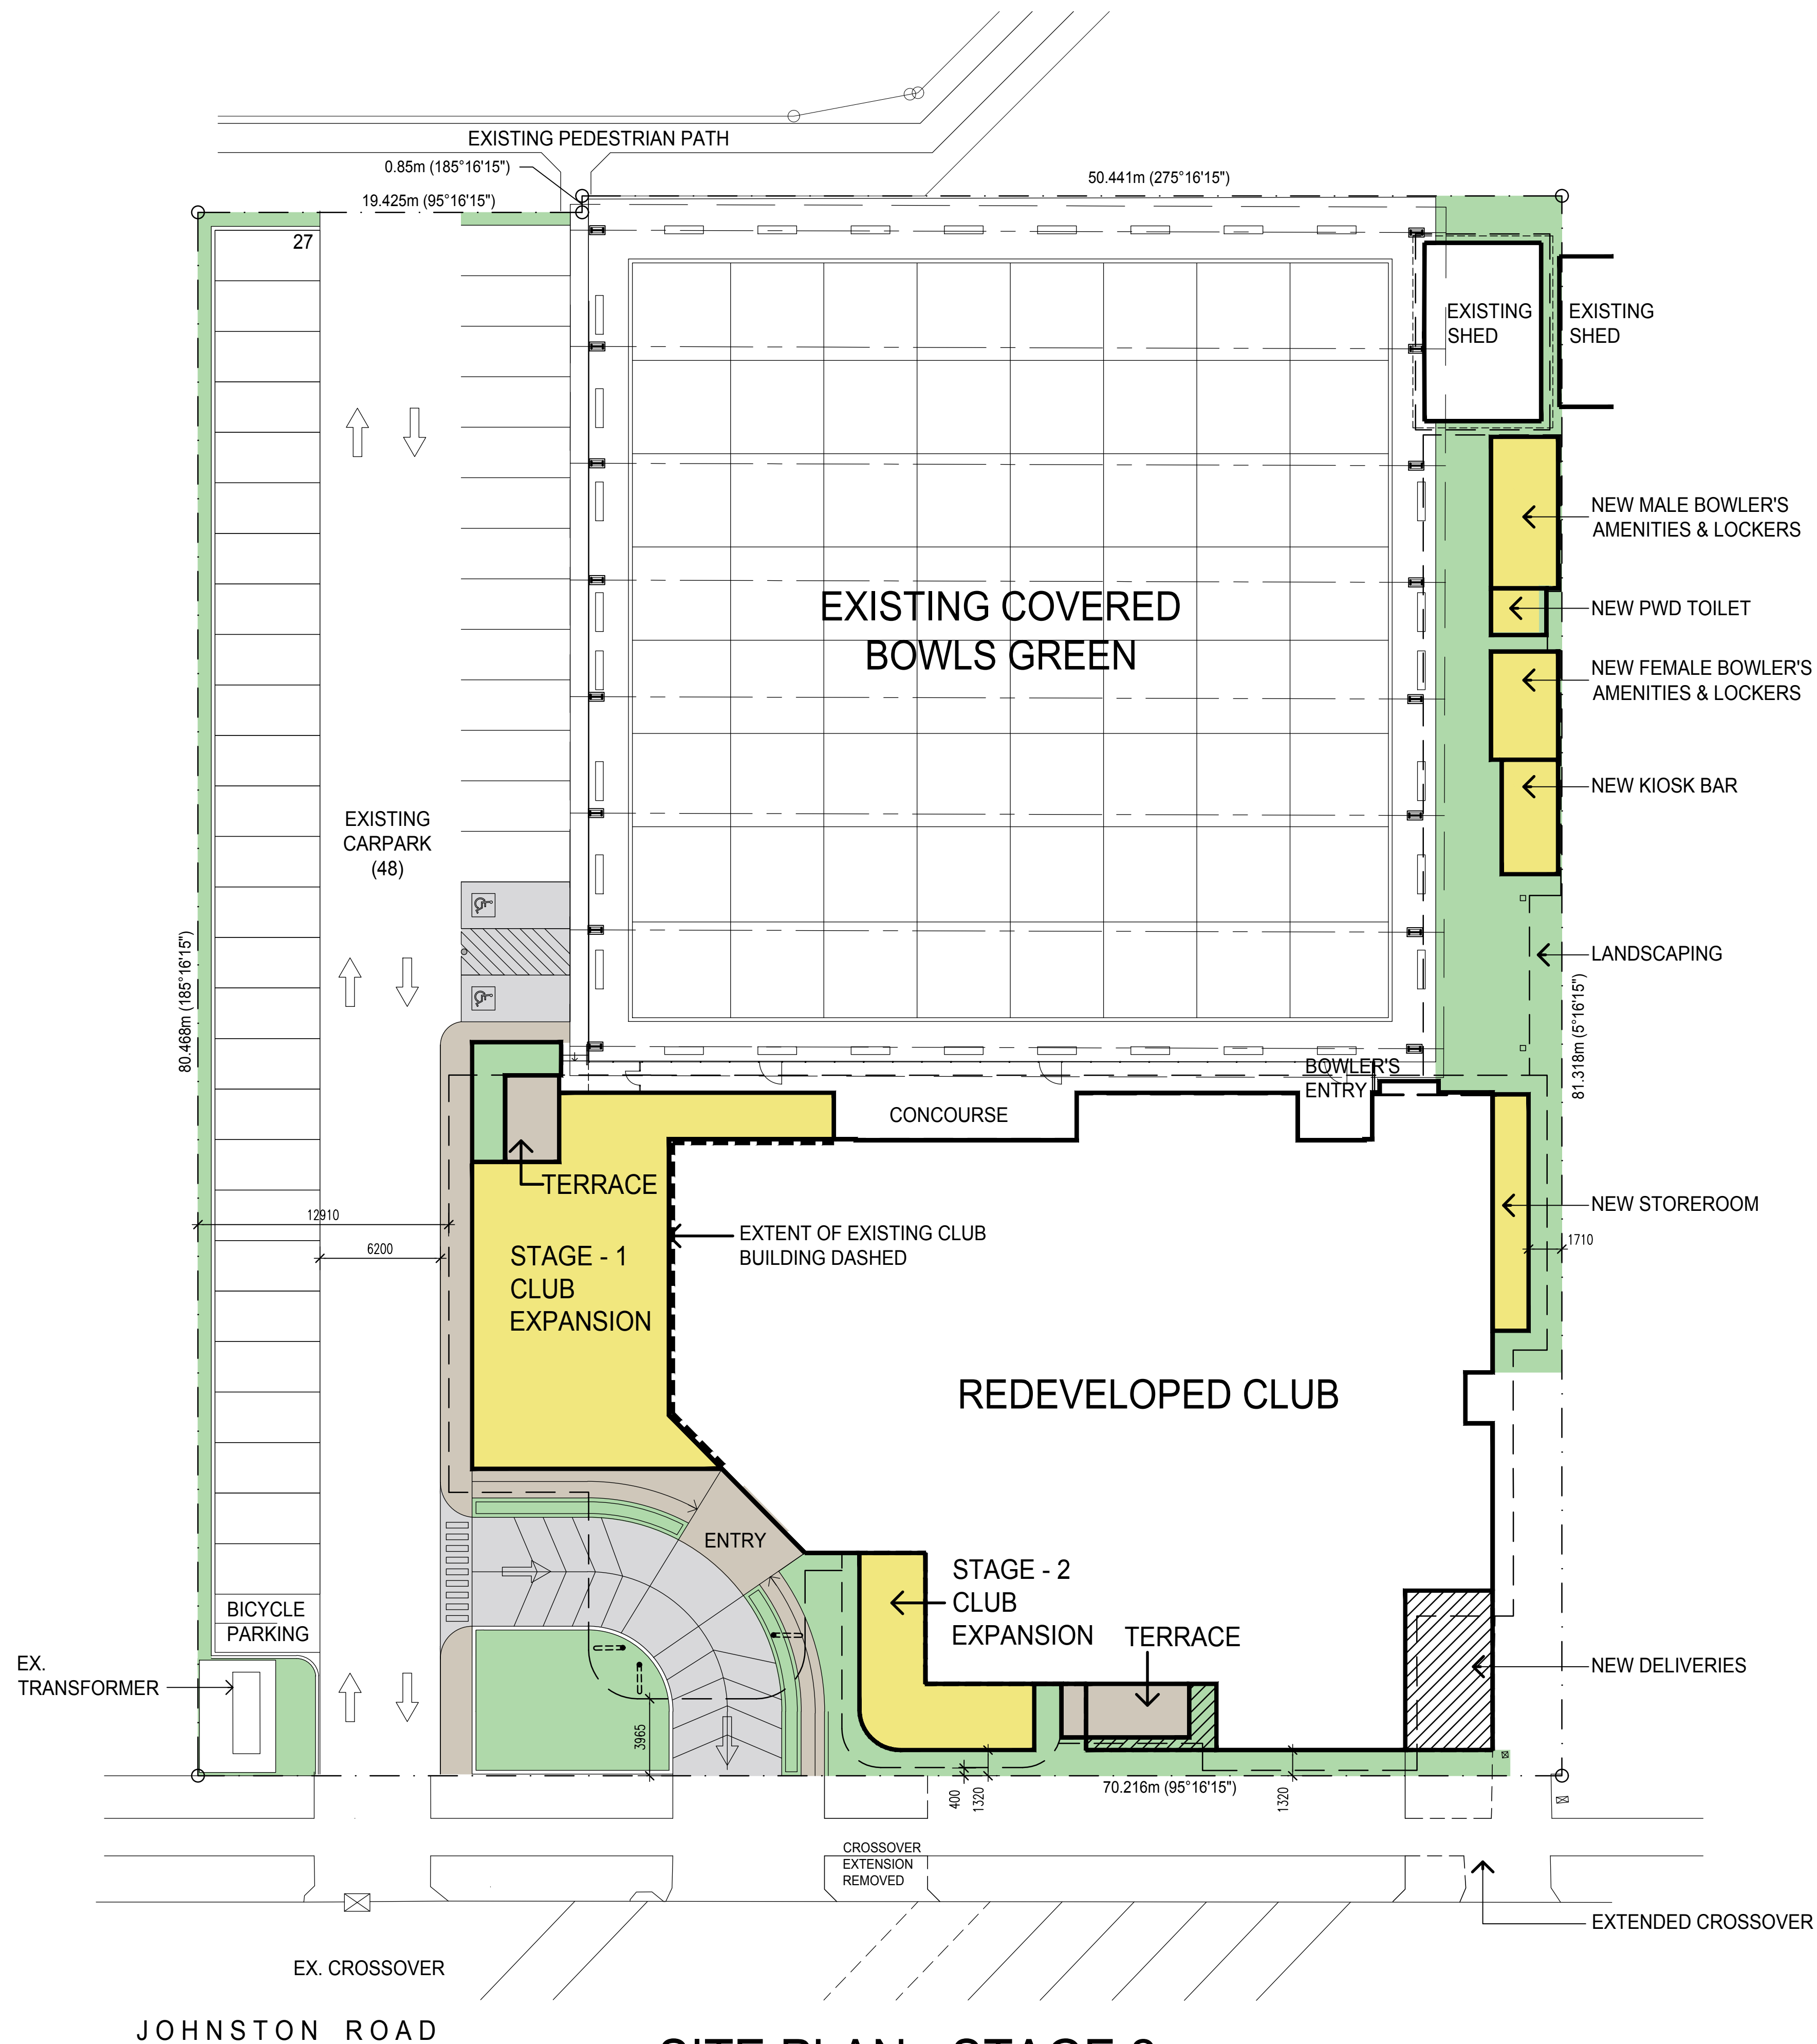 EXISTING PEDESTRIAN PATH
0.85m (185°16'15")
50.441m (275°16'15")
19.425m (95°16'15")
27
EXISTING
SHED
EXISTING
SHED
NEW MALE BOWLER'S
AMENITIES & LOCKERS
EXISTING COVERED
BOWLS GREEN
NEW PWD TOILET
NEW FEMALE BOWLER'S
AMENITIES & LOCKERS
NEW KIOSK BAR
EXISTING
CARPARK
(48)
LANDSCAPING
80.468m (185°16'15")
81.318m (5°16'15")
BOWLER'S
ENTRY
CONCOURSE
TERRACE
NEW STOREROOM
12910
6200
1710
EXTENT OF EXISTING CLUB
BUILDING DASHED
STAGE - 1
CLUB
EXPANSION
REDEVELOPED CLUB
ENTRY
STAGE - 2
CLUB
EXPANSION
TERRACE
BICYCLE
PARKING
EX.
TRANSFORMER
NEW DELIVERIES
3965
400
1320
70.216m (95°16'15")
1320
CROSSOVER
EXTENSION
REMOVED
EXTENDED CROSSOVER
EX. CROSSOVER
JOHNSTON ROAD